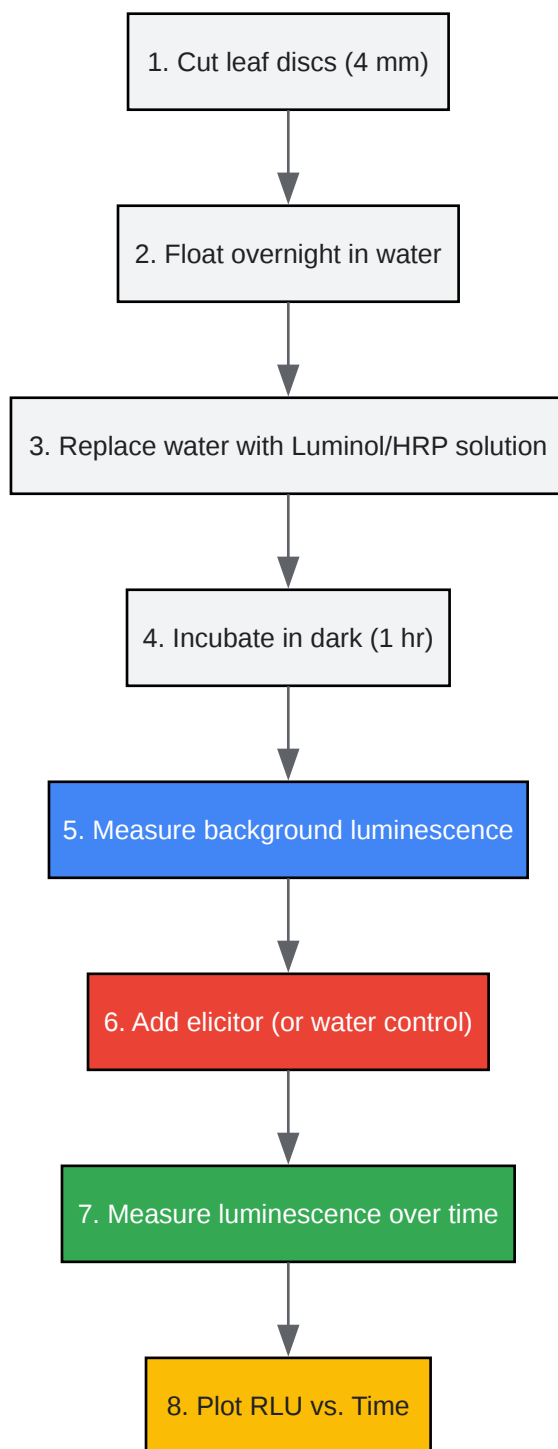 1. Cut leaf discs (4 mm)
2. Float overnight in water
3. Replace water with Luminol/HRP solution
4. Incubate in dark (1 hr)
5. Measure background luminescence
6. Add elicitor (or water control)
7. Measure luminescence over time
8. Plot RLU vs. Time